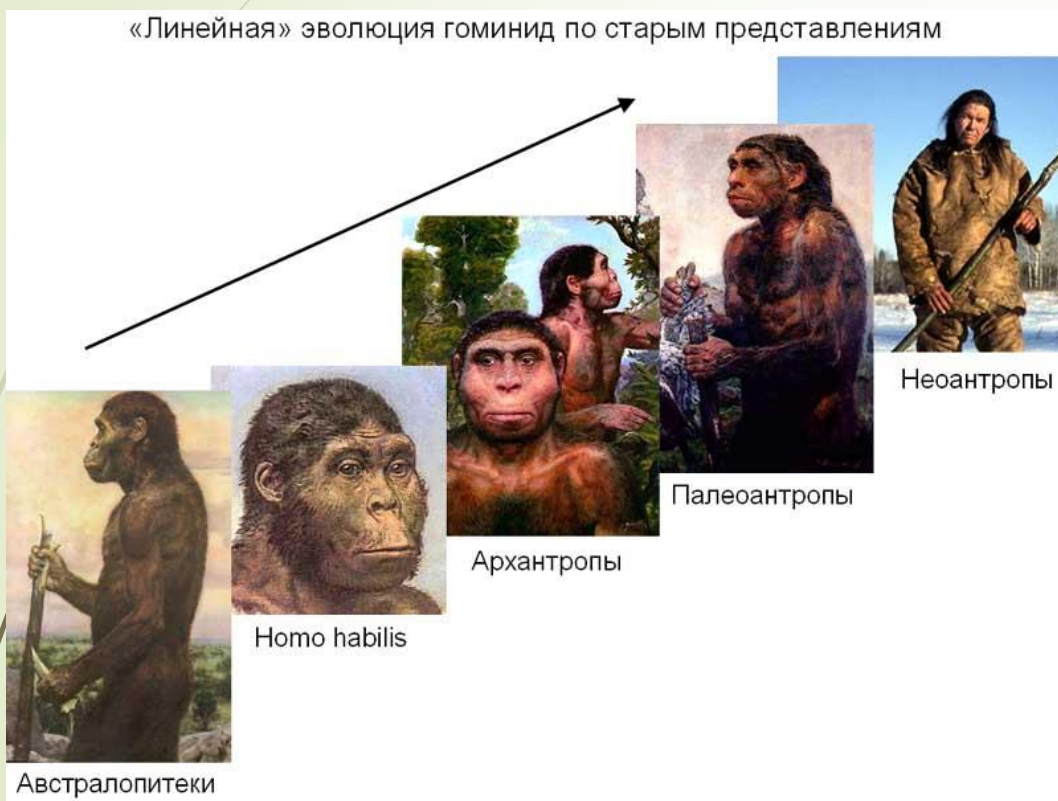 «Линейная» эволюция гоминид по старым представлениям
Неоантропы
Палеоантропы
Архантропы
Homo habilis
Австралопитеки